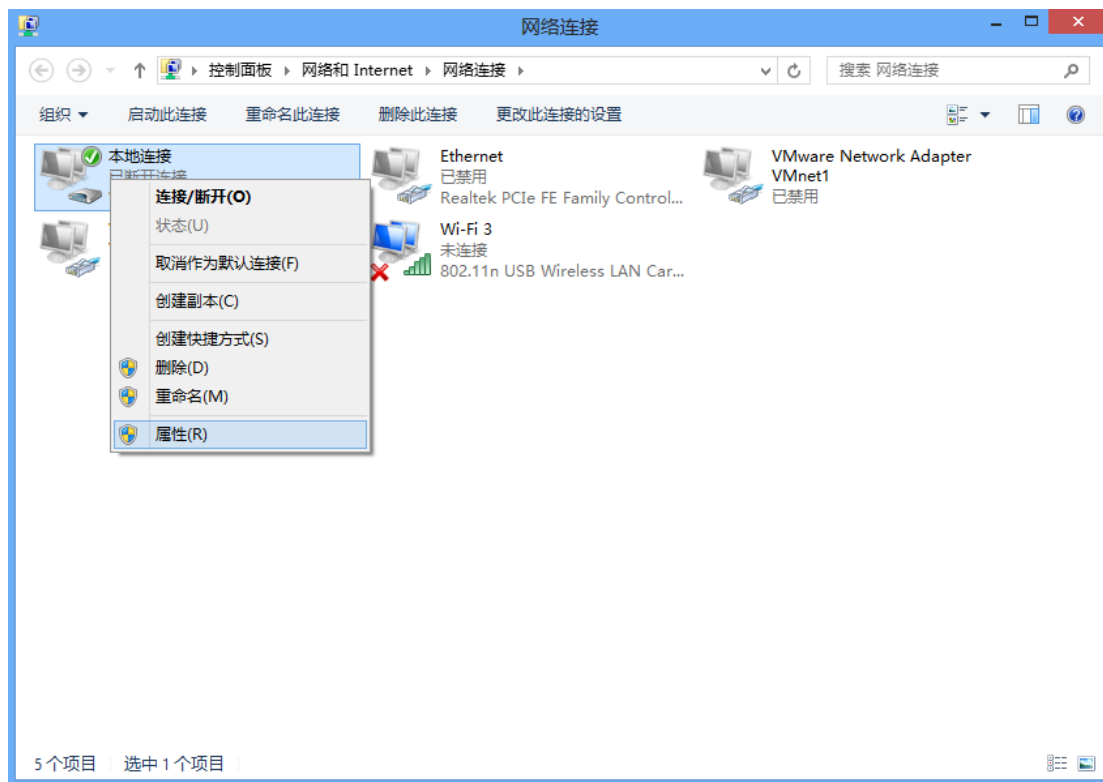 网络连接
控制面板 网络和 Internet 网络连接
搜索 网络连接
组织 启动此连接 重命名此连接 删除此连接 更改此连接的设置
本地连接
已断开连接
连接/断开(O)
状态(U)
取消作为默认连接(F)
创建副本(C)
创建快捷方式(S)
删除(D)
重命名(M)
属性(R)
Ethernet
已禁用
Realtek PCIe FE Family Control...
VMware Network Adapter
VMnet1
已禁用
Wi-Fi 3
未连接
802.11n USB Wireless LAN Car...
5 个项目 选中 1 个项目